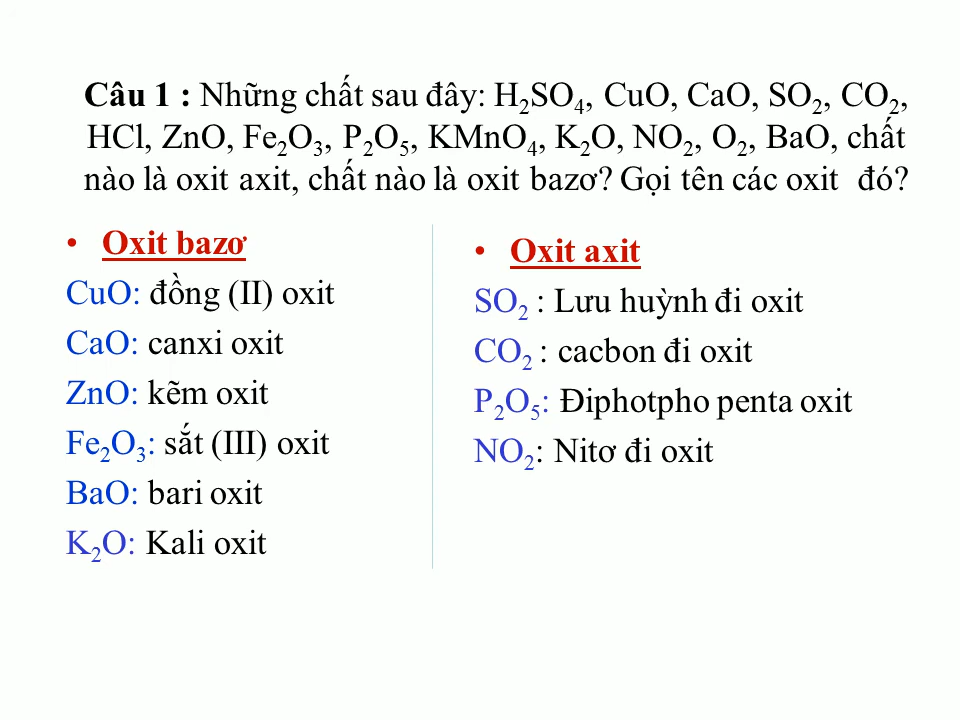 Câu 1 : Những chất sau đây: H₂SO₄, CuO, CaO, SO₂, CO₂,
HCl, ZnO, Fe₂O₃, P₂O₅, KMnO₄, K₂O, NO₂, O₂, BaO, chất
nào là oxit axit, chất nào là oxit bazơ? Gọi tên các oxit đó?
• Oxit bazơ
CuO: đồng (II) oxit
CaO: canxi oxit
ZnO: kẽm oxit
Fe₂O₃: sắt (III) oxit
BaO: bari oxit
K₂O: Kali oxit
• Oxit axit
SO₂ : Lưu huỳnh đi oxit
CO₂ : cacbon đi oxit
P₂O₅: Điphotpho penta oxit
NO₂: Nitơ đi oxit